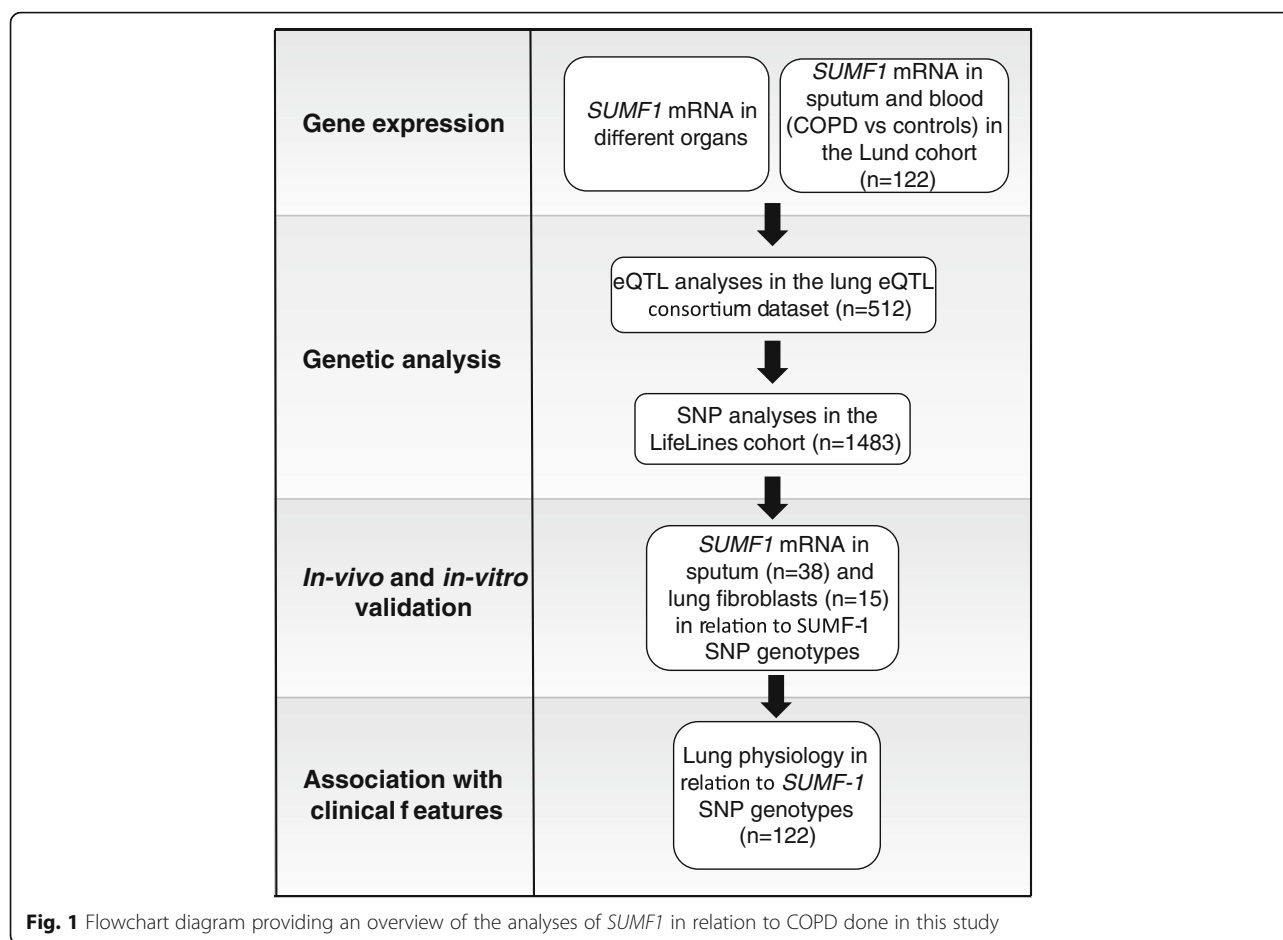 Gene expression
SUMF1 mRNA in
different organs
SUMF1 mRNA in
sputum and blood
(COPD vs controls) in
the Lund cohort
(n=122)
Genetic analysis
eQTL analyses in the lung eQTL
consortium dataset (n=512)
SNP analyses in the
LifeLines cohort (n=1483)
In-vivo and in-vitro
validation
SUMF1 mRNA in
sputum (n=38) and
lung fibroblasts (n=15)
in relation to SUMF-1
SNP genotypes
Association with
clinical f eatures
Lung physiology in
relation to SUMF-1
SNP genotypes
(n=122)
Fig. 1 Flowchart diagram providing an overview of the analyses of SUMF1 in relation to COPD done in this study